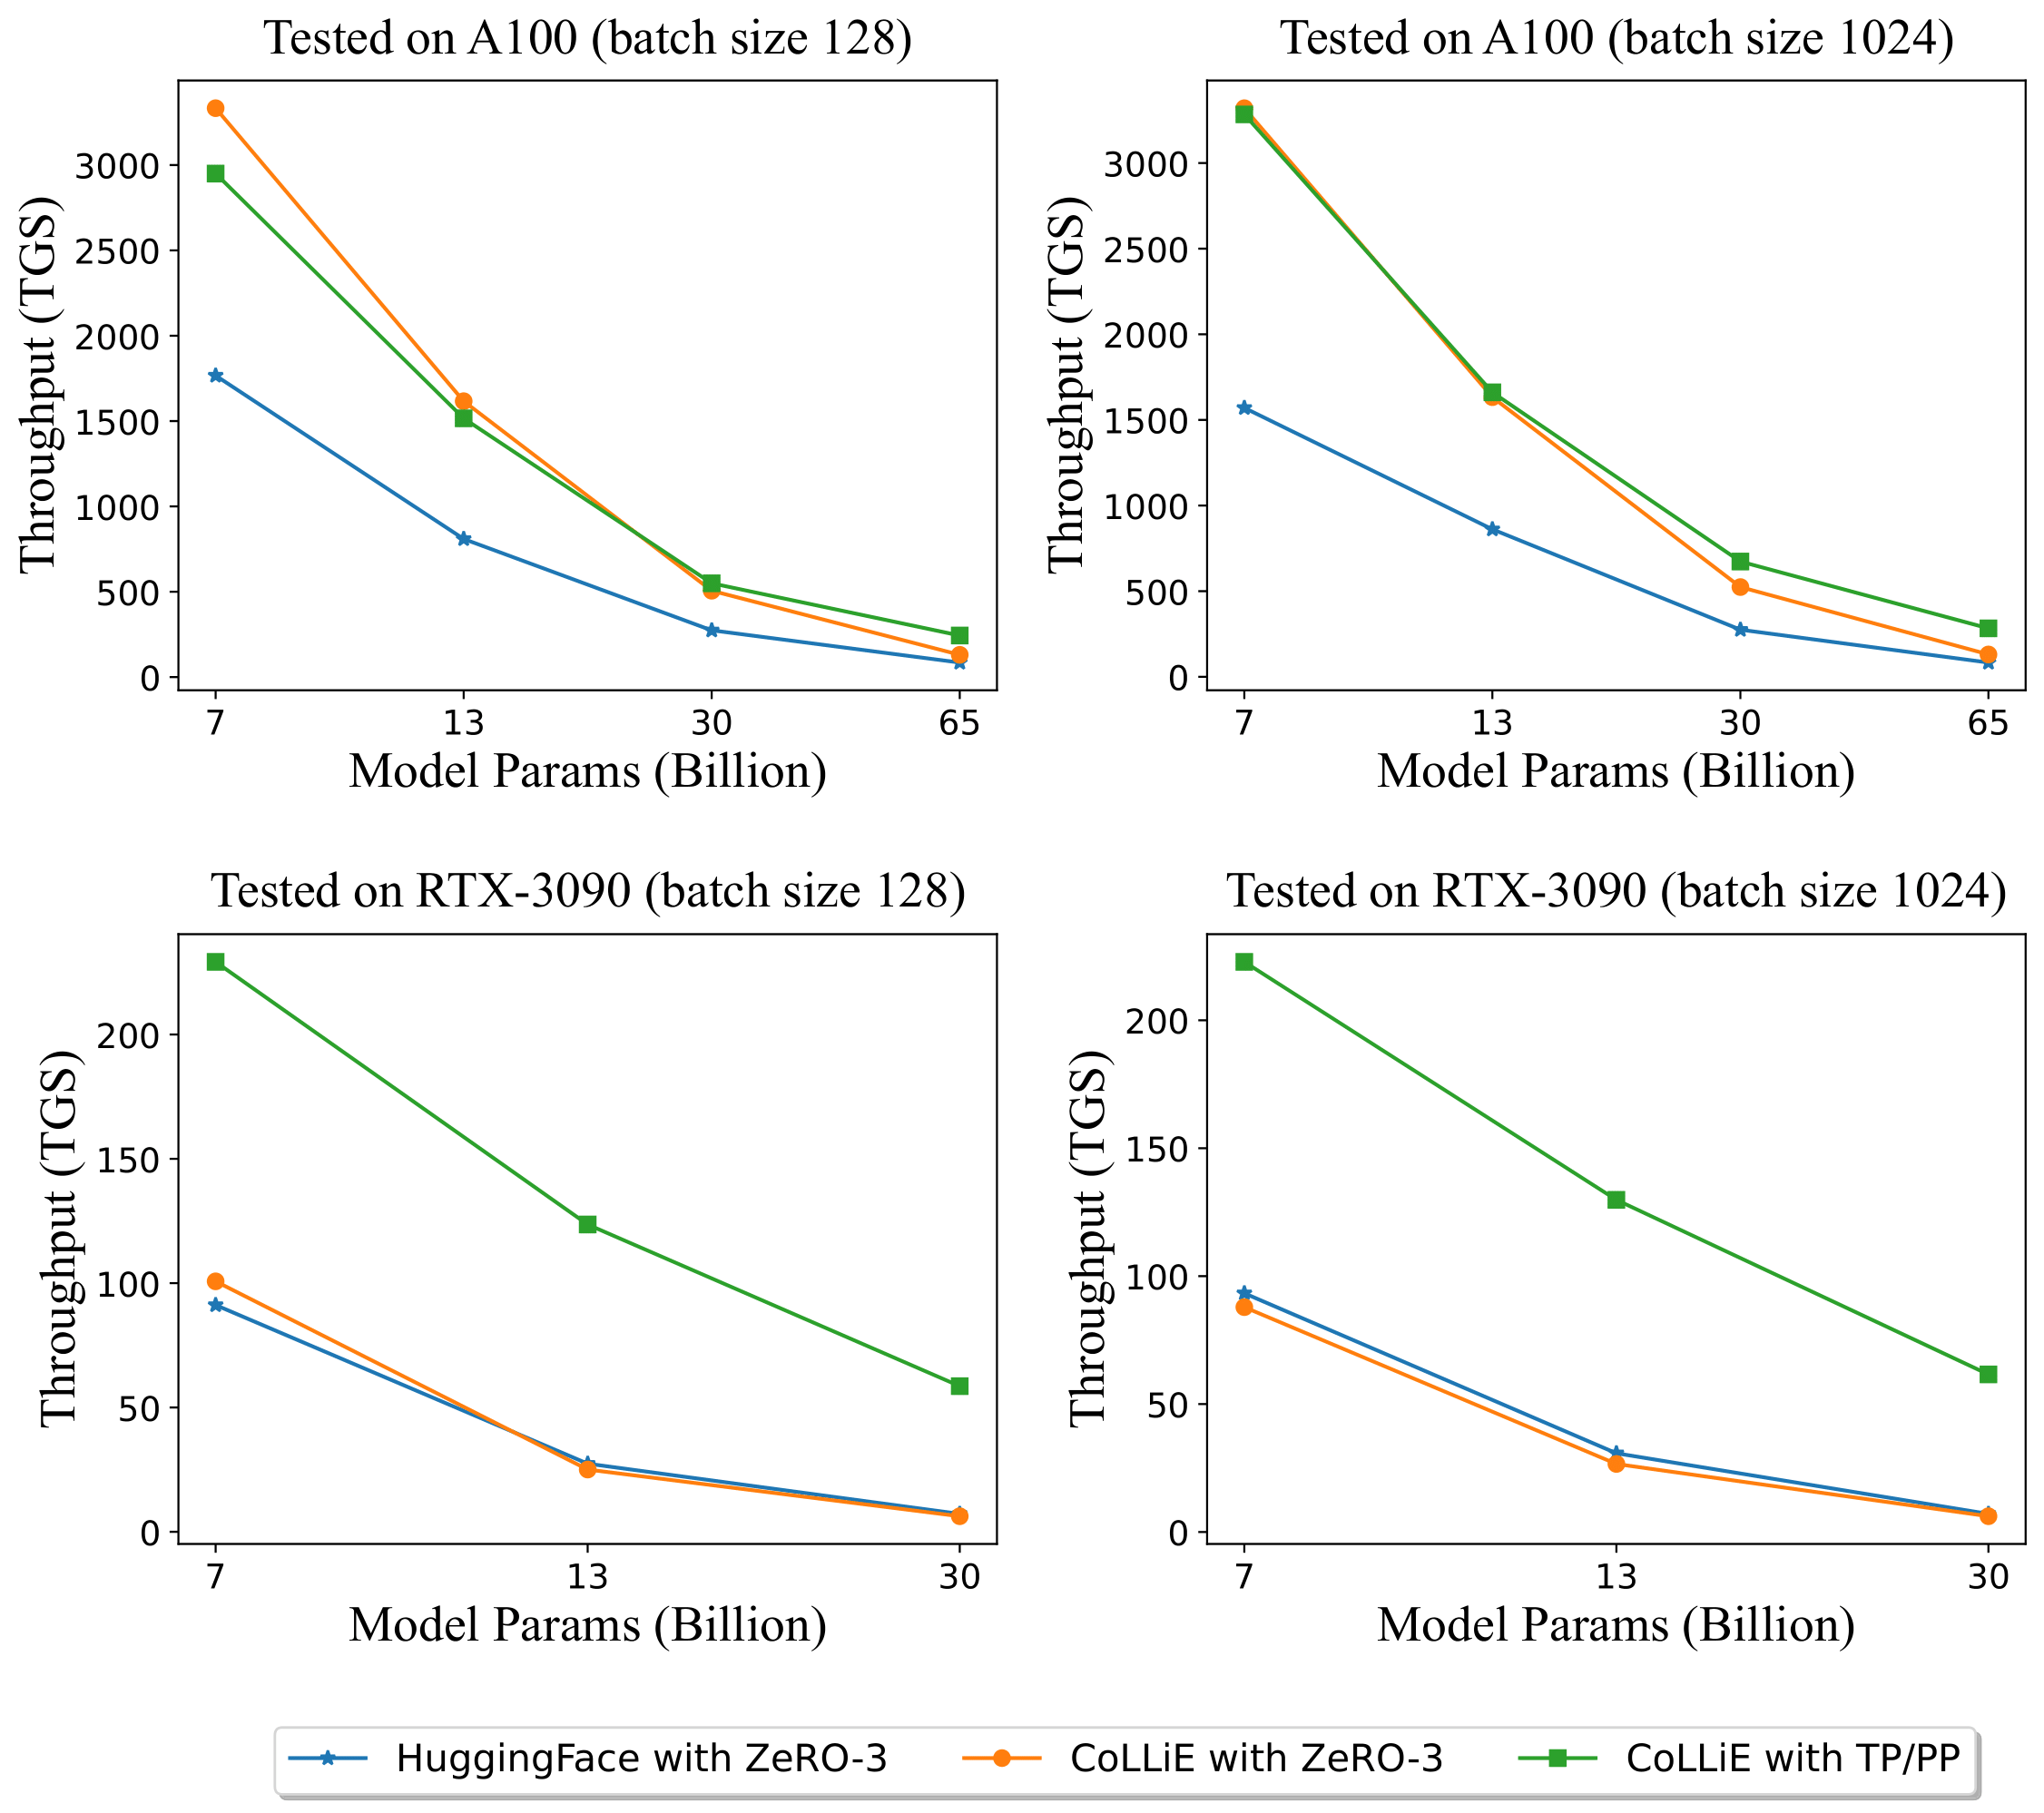 Tested on A100 (batch size 128)
Throughput (TGS)
3000
2500
2000
1500
1000
500
0
7 13 30 65
Model Params (Billion)
Tested on A100 (batch size 1024)
Throughput (TGS)
3000
2500
2000
1500
1000
500
0
7 13 30 65
Model Params (Billion)
Tested on RTX-3090 (batch size 128)
Throughput (TGS)
200
150
100
50
0
7 13 30
Model Params (Billion)
Tested on RTX-3090 (batch size 1024)
Throughput (TGS)
200
150
100
50
0
7 13 30
Model Params (Billion)
HuggingFace with ZeRO-3 CoLLiE with ZeRO-3 CoLLiE with TP/PP